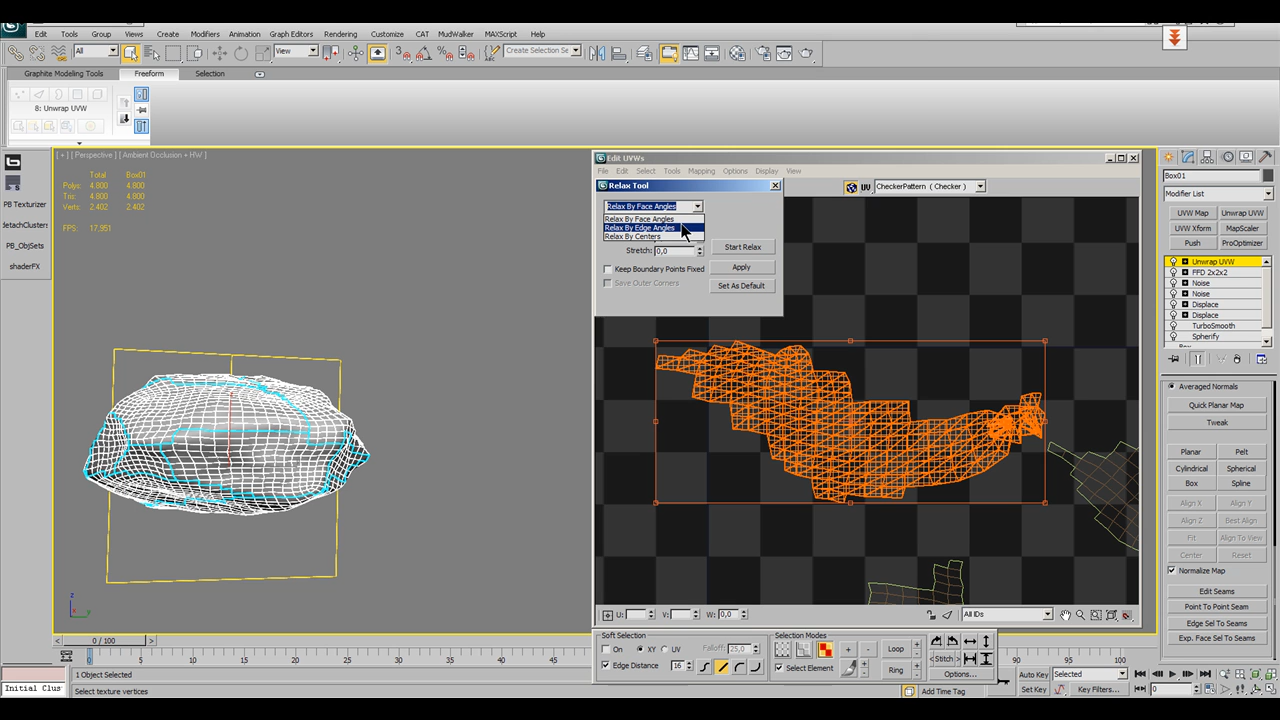 Edit Tools Group Views Create Modifiers Animation Graph Editors Rendering Customize CAT MudWalker MAXScript Help
All View Create Selection Se
Graphite Modeling Tools Freeform Selection
8: Unwrap UVW
[ + ] [ Perspective ] [ Ambient Occlusion + HW ]
Total Box01
Polys: 4.800 4.800
Tris: 4.800 4.800
Verts: 2.402 2.402
FPS: 17,951
PB Texturizer
detachClusters
PB_ObjSets
shaderFX
Edit UVWs
File Edit Select Tools Mapping Options Display View
UV CheckerPattern ( Checker )
Relax Tool
Relax By Face Angles
Relax By Face Angles
Relax By Edge Angles
Relax By Centers
Start Relax
Stretch: 0,0
Apply
Keep Boundary Points Fixed
Save Outer Corners
Set As Default
U: V: W: 0,0 All IDs
Soft Selection
On XY UV Falloff: 25,0
Edge Distance 16
Selection Modes
+ - Loop
Select Element Ring
Stitch
Options...
Box01
Modifier List
UVW Map Unwrap UVW
UVW Xform MapScaler
Push ProOptimizer
Unwrap UVW
FFD 2x2x2
Noise
Noise
Displace
Displace
TurboSmooth
Spherify
Averaged Normals
Quick Planar Map
Tweak
Planar Pelt
Cylindrical Spherical
Box Spline
Align X Align Y
Align Z Best Align
Fit Align To View
Center Reset
Normalize Map
Edit Seams
Point To Point Seam
Edge Sel To Seams
Exp. Face Sel To Seams
0 / 100
0 5 10 15 20 25 30 35 40 45 90 95 100
1 Object Selected
Initial Clus
Select texture vertices
Add Time Tag
Auto Key Selected
Set Key Key Filters... 0